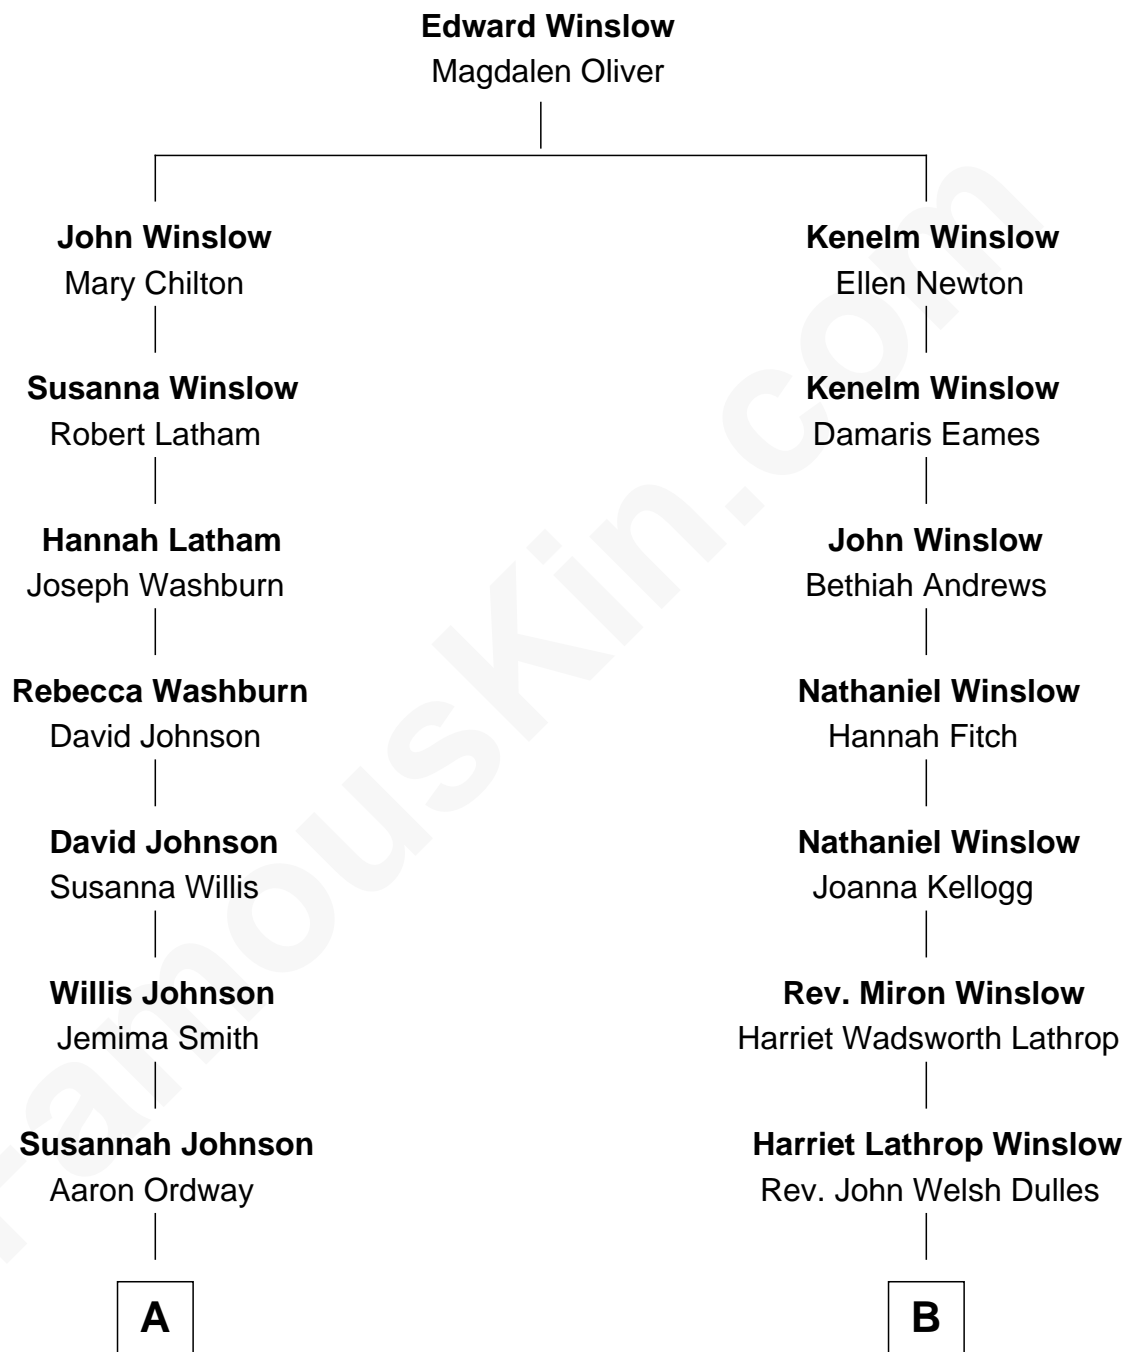 Edward Winslow
Magdalen Oliver
John Winslow
Mary Chilton
Kenelm Winslow
Ellen Newton
Susanna Winslow
Robert Latham
Kenelm Winslow
Damaris Eames
Hannah Latham
Joseph Washburn
John Winslow
Bethiah Andrews
Rebecca Washburn
David Johnson
Nathaniel Winslow
Hannah Fitch
David Johnson
Susanna Willis
Nathaniel Winslow
Joanna Kellogg
Willis Johnson
Jemima Smith
Rev. Miron Winslow
Harriet Wadsworth Lathrop
Susannah Johnson
Aaron Ordway
Harriet Lathrop Winslow
Rev. John Welsh Dulles
A
B
FamousKin.com